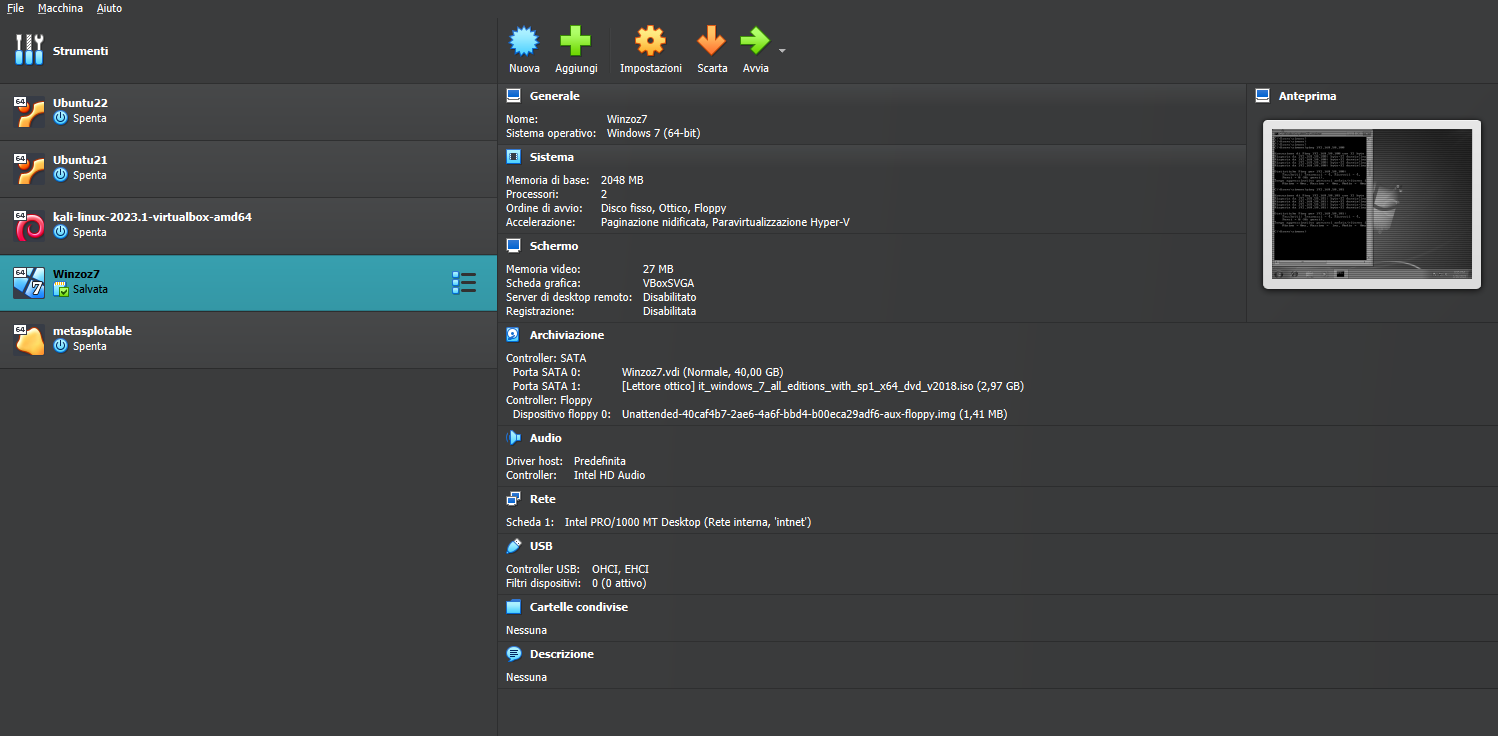 File Macchina Aiuto
Strumenti
Nuova Aggiungi Impostazioni Scarta Avvia
64 Ubuntu22
Spenta
64 Ubuntu21
Spenta
64 kali-linux-2023.1-virtualbox-amd64
Spenta
64 7 Winzoz7
Salvata
64 metasplotable
Spenta
Generale
Nome: Winzoz7
Sistema operativo: Windows 7 (64-bit)
Sistema
Memoria di base: 2048 MB
Processori: 2
Ordine di avvio: Disco fisso, Ottico, Floppy
Accelerazione: Paginazione nidificata, Paravirtualizzazione Hyper-V
Schermo
Memoria video: 27 MB
Scheda grafica: VBoxSVGA
Server di desktop remoto: Disabilitato
Registrazione: Disabilitata
Archiviazione
Controller: SATA
Porta SATA 0: Winzoz7.vdi (Normale, 40,00 GB)
Porta SATA 1: [Lettore ottico] it_windows_7_all_editions_with_sp1_x64_dvd_v2018.iso (2,97 GB)
Controller: Floppy
Dispositivo floppy 0: Unattended-40caf4b7-2ae6-4a6f-bbd4-b00eca29adf6-aux-floppy.img (1,41 MB)
Audio
Driver host: Predefinita
Controller: Intel HD Audio
Rete
Scheda 1: Intel PRO/1000 MT Desktop (Rete interna, 'intnet')
USB
Controller USB: OHCI, EHCI
Filtri dispositivi: 0 (0 attivo)
Cartelle condivise
Nessuna
Descrizione
Nessuna
Anteprima